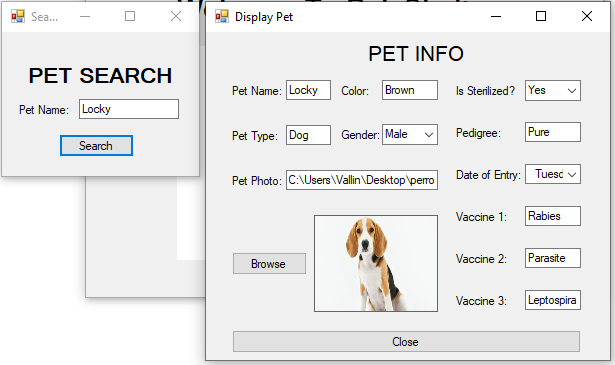 Sea...
PET SEARCH
Pet Name: Locky
Search
Display Pet
PET INFO
Pet Name: Locky Color: Brown Is Sterilized? Yes
Pet Type: Dog Gender: Male Pedigree: Pure
Pet Photo: C:\Users\Vallin\Desktop\perro Date of Entry: Tuesd
Vaccine 1: Rabies
Browse Vaccine 2: Parasite
Vaccine 3: Leptospira
Close